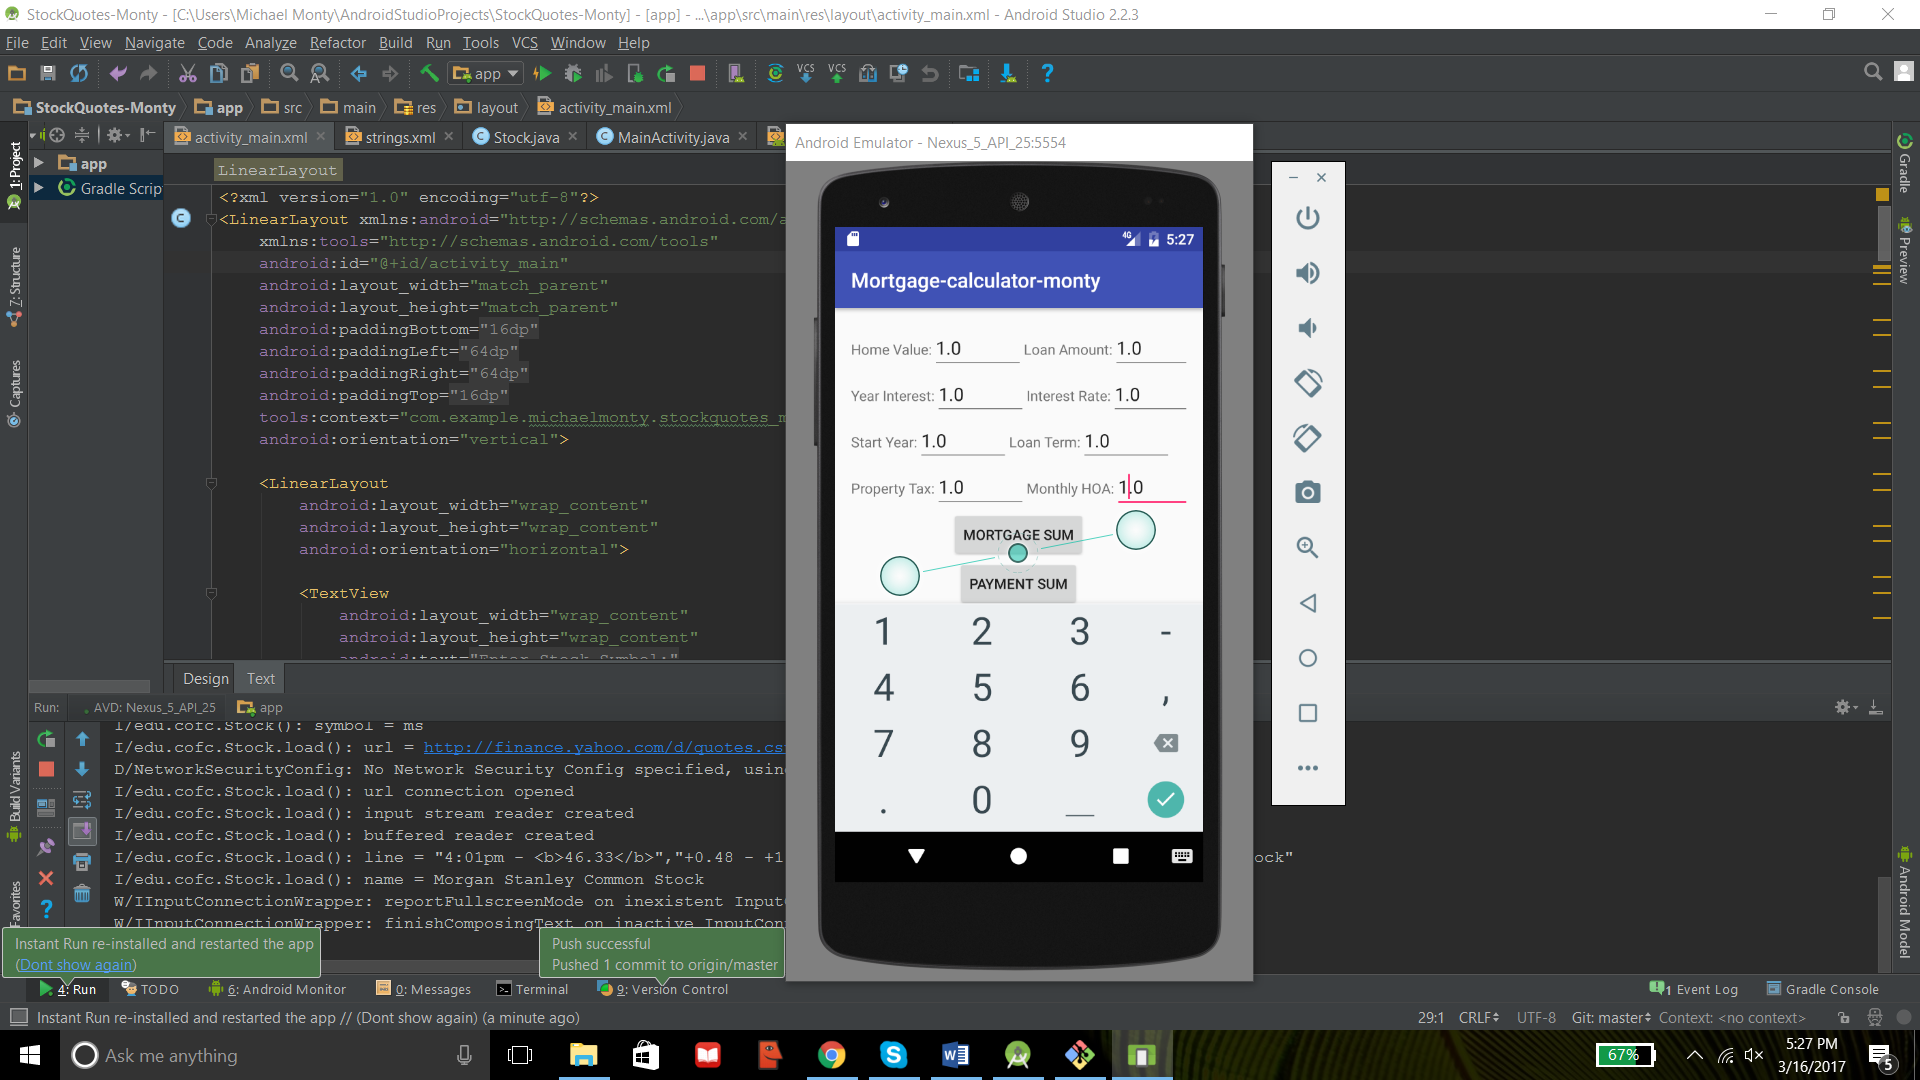 StockQuotes-Monty - [C:\Users\Michael Monty\AndroidStudioProjects\StockQuotes-Monty] - [app] - ...\app\src\main\res\layout\activity_main.xml - Android Studio 2.2.3
File Edit View Navigate Code Analyze Refactor Build Run Tools VCS Window Help
app VCS VCS
StockQuotes-Monty app src main res layout activity_main.xml
activity_main.xml strings.xml Stock.java MainActivity.java
1: Project
7: Structure
Captures
Build Variants
Favorites
app
Gradle Scrip
LinearLayout
<?xml version="1.0" encoding="utf-8"?>
<LinearLayout xmlns:android="http://schemas.android.com/a
xmlns:tools="http://schemas.android.com/tools"
android:id="@+id/activity_main"
android:layout_width="match_parent"
android:layout_height="match_parent"
android:paddingBottom="16dp"
android:paddingLeft="64dp"
android:paddingRight="64dp"
android:paddingTop="16dp"
tools:context="com.example.michaelmonty.stockquotes_m
android:orientation="vertical">
<LinearLayout
android:layout_width="wrap_content"
android:layout_height="wrap_content"
android:orientation="horizontal">
<TextView
android:layout_width="wrap_content"
android:layout_height="wrap_content"
android:text="Enter Stock Symbol:"
Design Text
Run: AVD: Nexus_5_API_25 app
I/edu.cofc.Stock(): symbol = ms
I/edu.cofc.Stock.load(): url = http://finance.yahoo.com/d/quotes.cs
D/NetworkSecurityConfig: No Network Security Config specified, usin
I/edu.cofc.Stock.load(): url connection opened
I/edu.cofc.Stock.load(): input stream reader created
I/edu.cofc.Stock.load(): buffered reader created
I/edu.cofc.Stock.load(): line = "4:01pm - <b>46.33</b>","+0.48 - +1 ock"
I/edu.cofc.Stock.load(): name = Morgan Stanley Common Stock
W/IInputConnectionWrapper: reportFullscreenMode on inexistent InputC
W/IInputConnectionWrapper: finishComposingText on inactive InputCon
Android Emulator - Nexus_5_API_25:5554
4G 5:27
Mortgage-calculator-monty
Home Value: 1.0 Loan Amount: 1.0
Year Interest: 1.0 Interest Rate: 1.0
Start Year: 1.0 Loan Term: 1.0
Property Tax: 1.0 Monthly HOA: 1.0
MORTGAGE SUM
PAYMENT SUM
1 2 3 -
4 5 6 ,
7 8 9
. 0 _
Gradle
Preview
Android Model
Instant Run re-installed and restarted the app
(Dont show again)
Push successful
Pushed 1 commit to origin/master
4: Run TODO 6: Android Monitor 0: Messages Terminal 9: Version Control 1 Event Log Gradle Console
Instant Run re-installed and restarted the app // (Dont show again) (a minute ago) 29:1 CRLF UTF-8 Git: master Context: <no context>
Ask me anything
67%
5:27 PM
3/16/2017
5